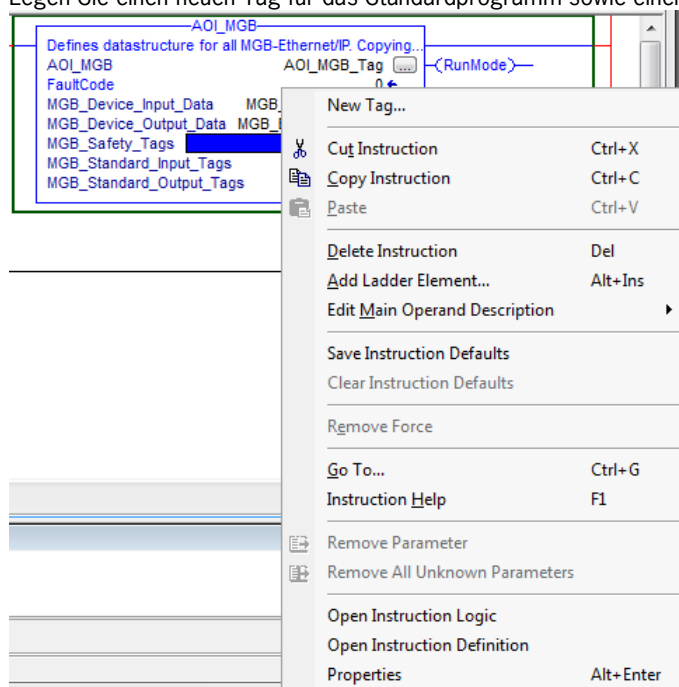 Legen Sie einen neuen Tag für das Standardprogramm sowie einen
AOI_MGB
Defines datastructure for all MGB-Ethernet/IP. Copying...
AOI_MGB AOI_MGB_Tag ... (RunMode)
FaultCode 0
MGB_Device_Input_Data MGB_
MGB_Device_Output_Data MGB_
MGB_Safety_Tags
MGB_Standard_Input_Tags
MGB_Standard_Output_Tags
New Tag...
Cut Instruction Ctrl+X
Copy Instruction Ctrl+C
Paste Ctrl+V
Delete Instruction Del
Add Ladder Element... Alt+Ins
Edit Main Operand Description
Save Instruction Defaults
Clear Instruction Defaults
Remove Force
Go To... Ctrl+G
Instruction Help F1
Remove Parameter
Remove All Unknown Parameters
Open Instruction Logic
Open Instruction Definition
Properties Alt+Enter